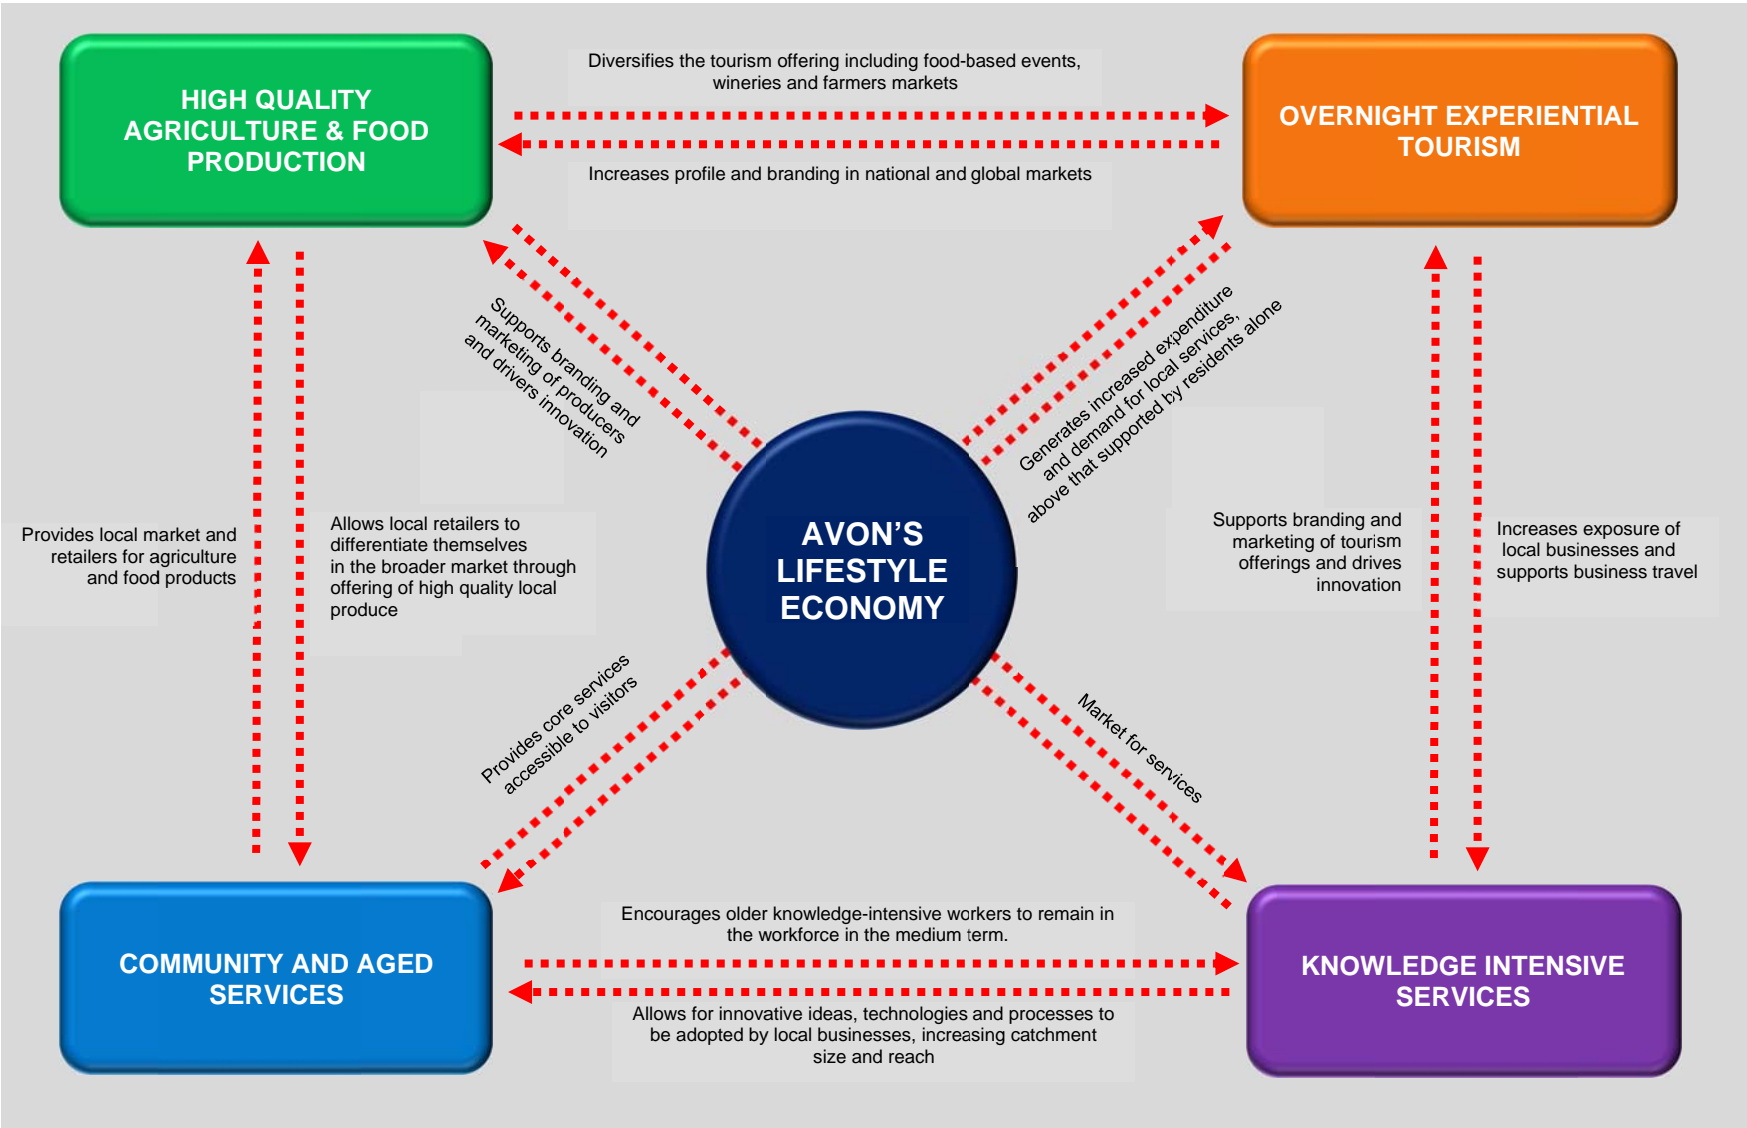 HIGH QUALITY
AGRICULTURE & FOOD
PRODUCTION
Diversifies the tourism offering including food-based events,
wineries and farmers markets
Increases profile and branding in national and global markets
OVERNIGHT EXPERIENTIAL
TOURISM
Supports branding and
marketing of producers
and drivers innovation
Generates increased expenditure
and demand for local services,
above that supported by residents alone
Provides local market and
retailers for agriculture
and food products
Allows local retailers to
differentiate themselves
in the broader market through
offering of high quality local
produce
AVON’S
LIFESTYLE
ECONOMY
Supports branding and
marketing of tourism
offerings and drives
innovation
Increases exposure of
local businesses and
supports business travel
Provides core services
accessible to visitors
Market for services
COMMUNITY AND AGED
SERVICES
Encourages older knowledge-intensive workers to remain in
the workforce in the medium term.
Allows for innovative ideas, technologies and processes to
be adopted by local businesses, increasing catchment
size and reach
KNOWLEDGE INTENSIVE
SERVICES